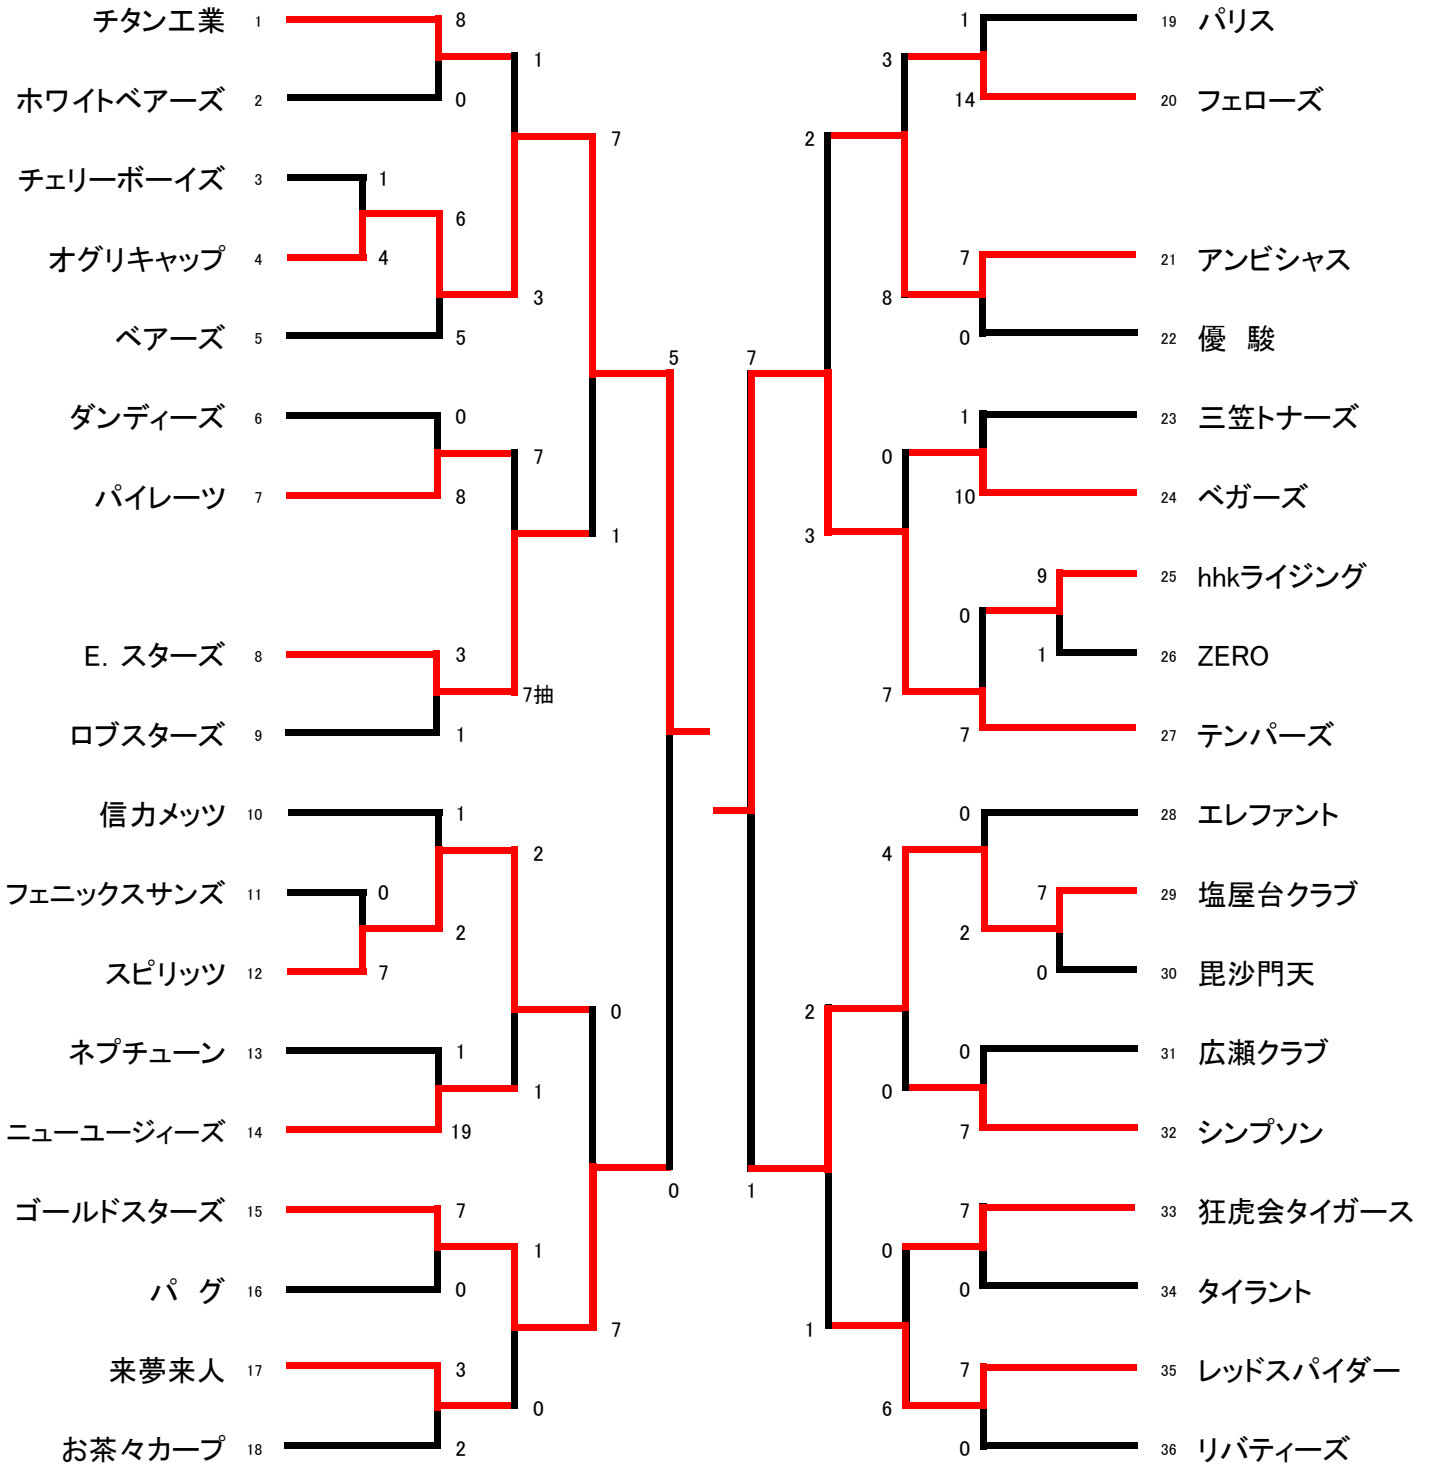 チタン工業 1 8
1
ホワイトベアーズ 2 0
7
チェリーボーイズ 3 1
6
オグリキャップ 4 4
3
ベアーズ 5 5
5
ダンディーズ 6 0
7
パイレーツ 7 8
1
E. スターズ 8 3
7抽
ロブスターズ 9 1
信カメッツ 10 1
2
フェニックスサンズ 11 0
2
スピリッツ 12 7
0
ネプチューン 13 1
1
ニューユージィーズ 14 19
0
ゴールドスターズ 15 7
1
パ グ 16 0
7
来夢来人 17 3
0
お茶々カープ 18 2
1 19 パリス
3
14 20 フェローズ
2
7 21 アンビシャス
8
0 22 優 駿
7
1 23 三笠トナーズ
0
10 24 ベガーズ
3
9 25 hhkライジング
0
1 26 ZERO
7
7 27 テンパーズ
0 28 エレファント
4
7 29 塩屋台クラブ
2
0 30 毘沙門天
2
0 31 広瀬クラブ
0
7 32 シンプソン
1
7 33 狂虎会タイガース
0
0 34 タイラント
1
7 35 レッドスパイダー
6
0 36 リバティーズ